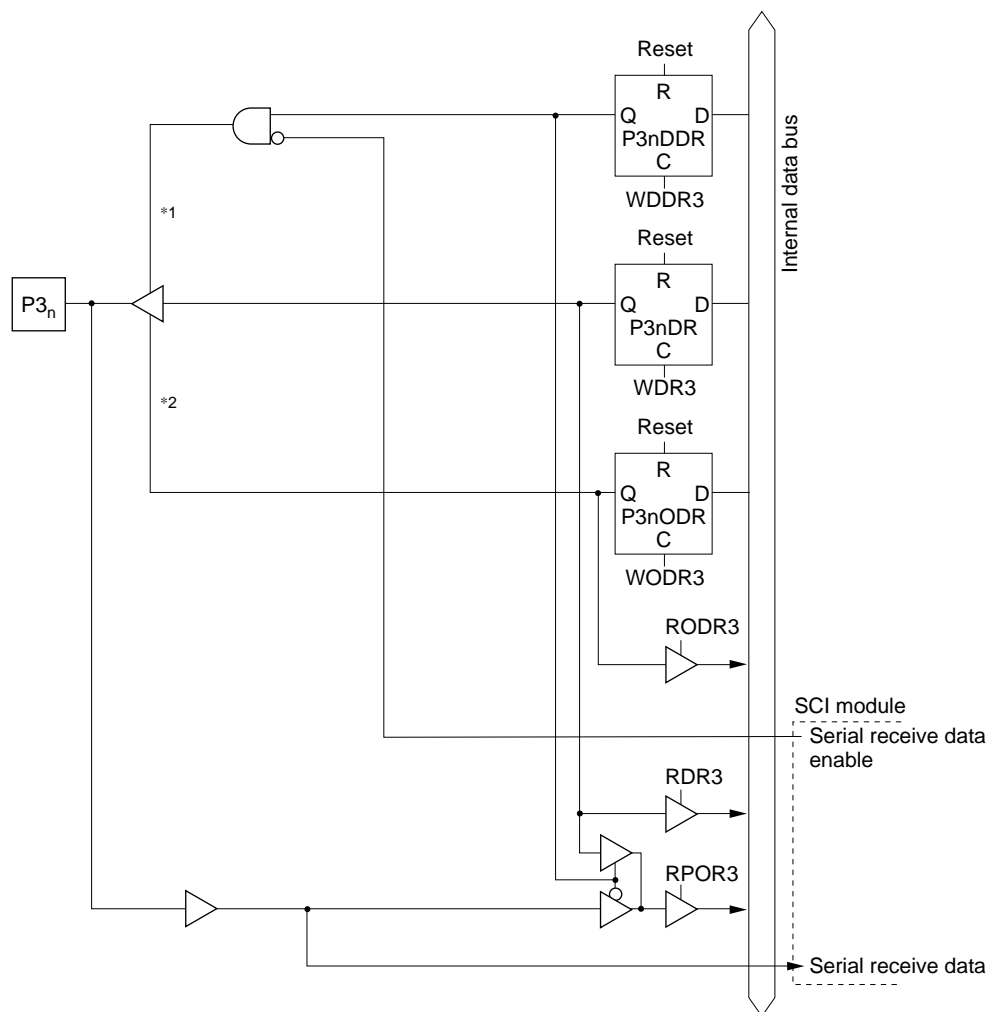 Reset
R
Q D
P3nDDR
C
WDDR3
Internal data bus
*1
Reset
R
P3n
Q D
P3nDR
C
WDR3
*2
Reset
R
Q D
P3nODR
C
WODR3
RODR3
SCI module
Serial receive data
enable
RDR3
RPOR3
Serial receive data